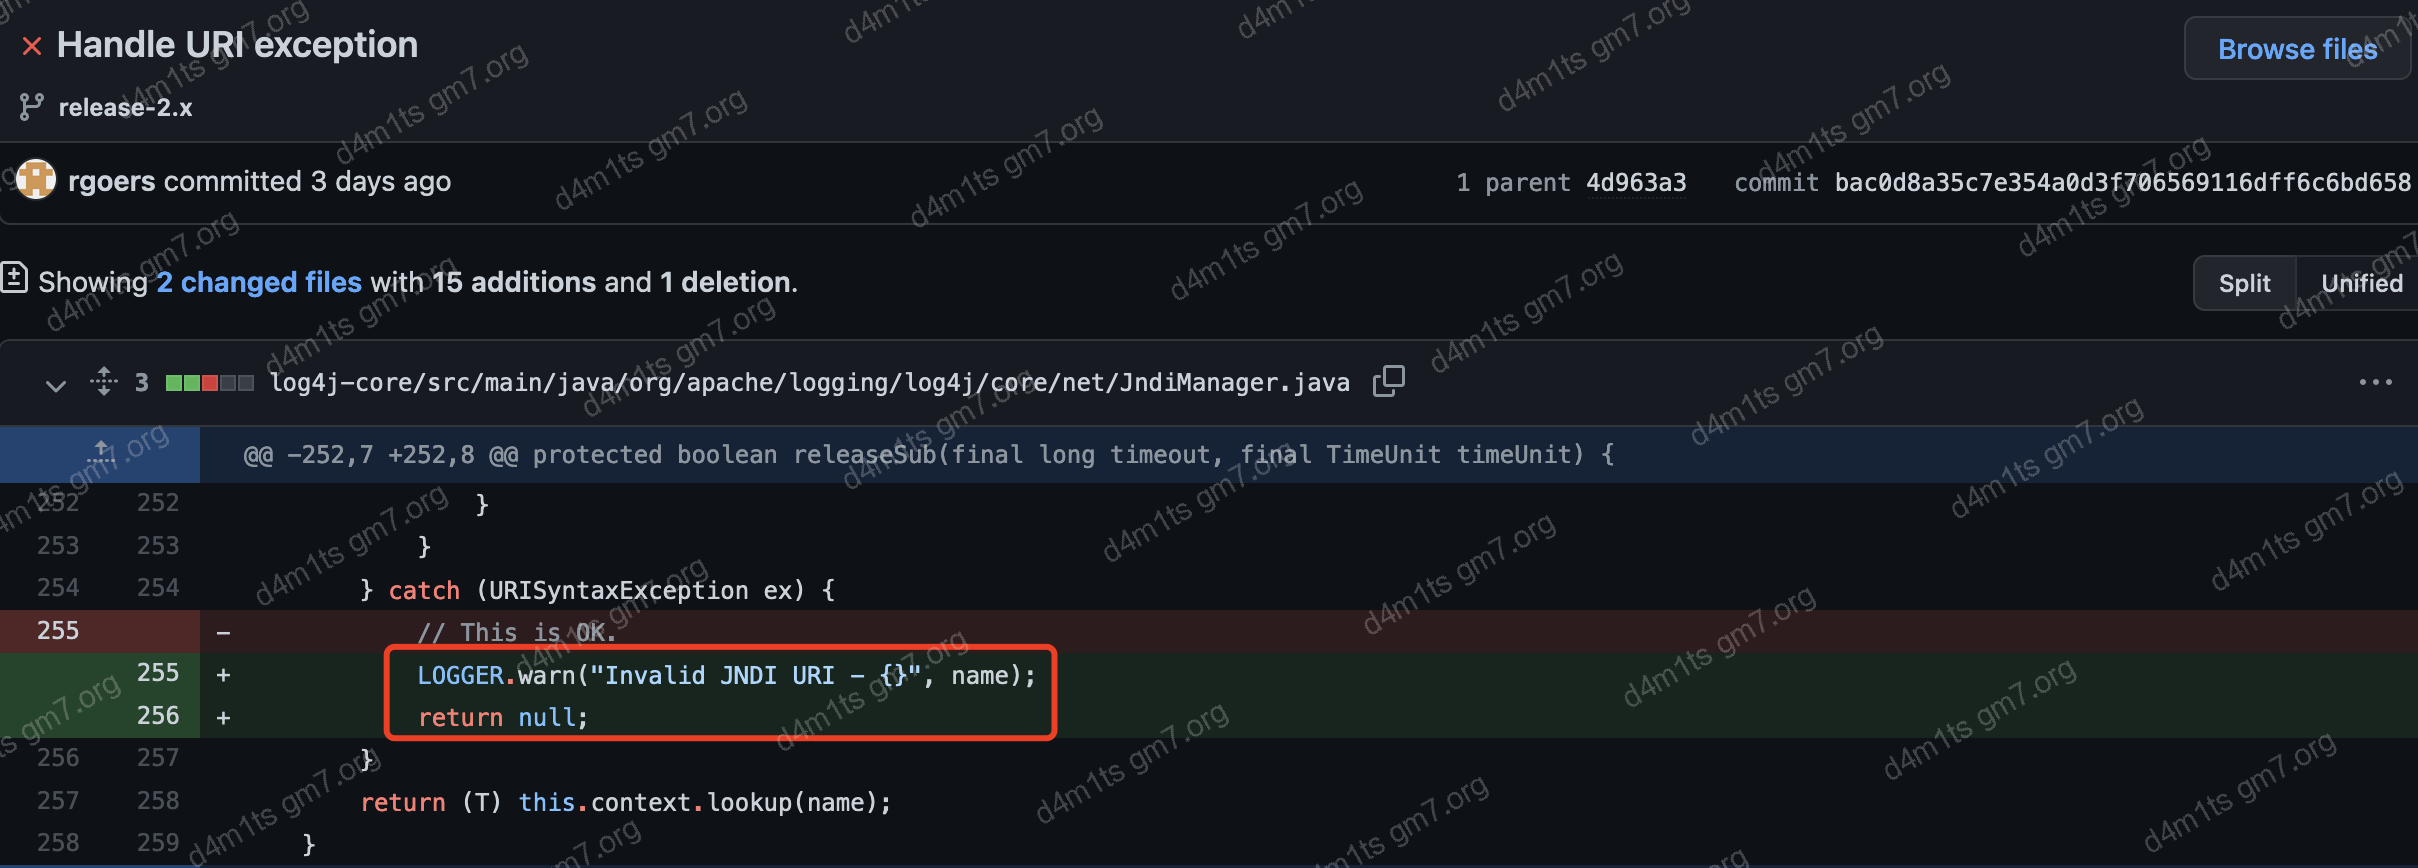 Handle URI exception
Browse files
release-2.x
rgoers committed 3 days ago
1 parent 4d963a3 commit bac0d8a35c7e354a0d3f706569116dff6c6bd658
Showing 2 changed files with 15 additions and 1 deletion.
Split Unified
3 log4j-core/src/main/java/org/apache/logging/log4j/core/net/JndiManager.java
@@ -252,7 +252,8 @@ protected boolean releaseSub(final long timeout, final TimeUnit timeUnit) {
252 252 }
253 253 }
254 254 } catch (URISyntaxException ex) {
255 - // This is OK.
255 + LOGGER.warn("Invalid JNDI URI - {}", name);
256 + return null;
256 257 }
257 258 return (T) this.context.lookup(name);
258 259 }
d4m1ts gm7.org